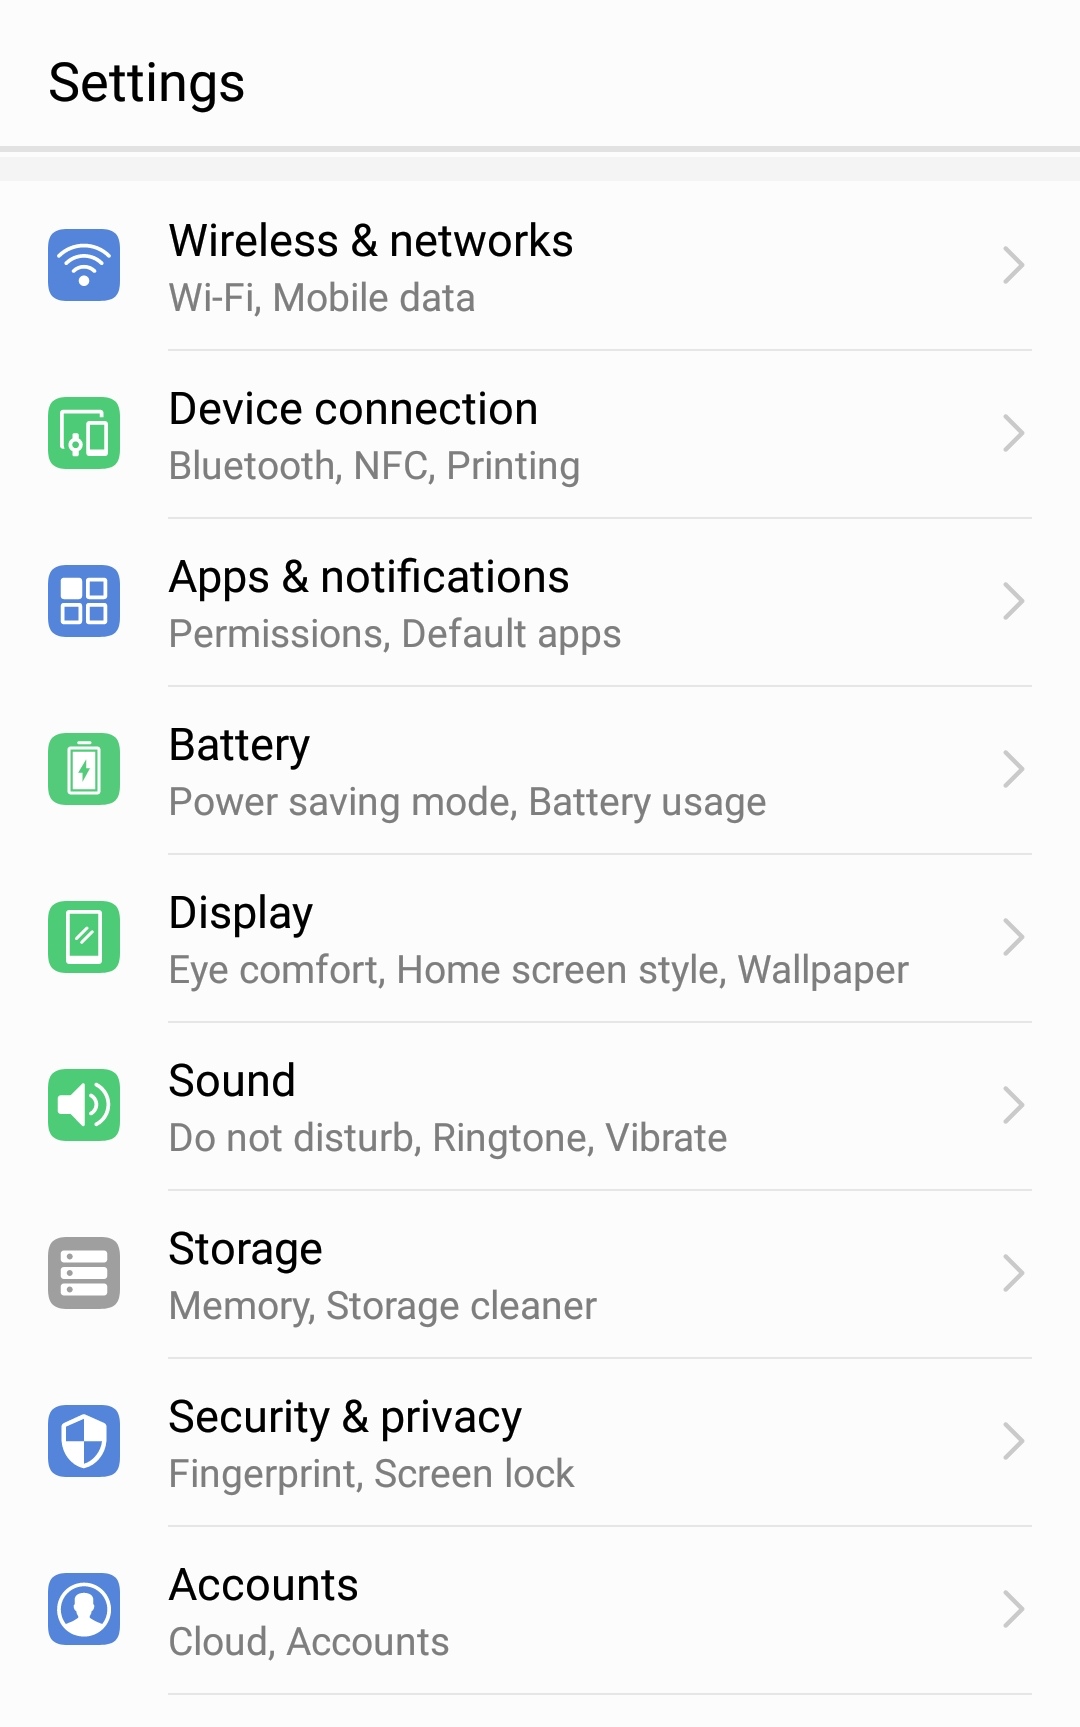 Settings
Wireless & networks
Wi-Fi, Mobile data
Device connection
Bluetooth, NFC, Printing
Apps & notifications
Permissions, Default apps
Battery
Power saving mode, Battery usage
Display
Eye comfort, Home screen style, Wallpaper
Sound
Do not disturb, Ringtone, Vibrate
Storage
Memory, Storage cleaner
Security & privacy
Fingerprint, Screen lock
Accounts
Cloud, Accounts